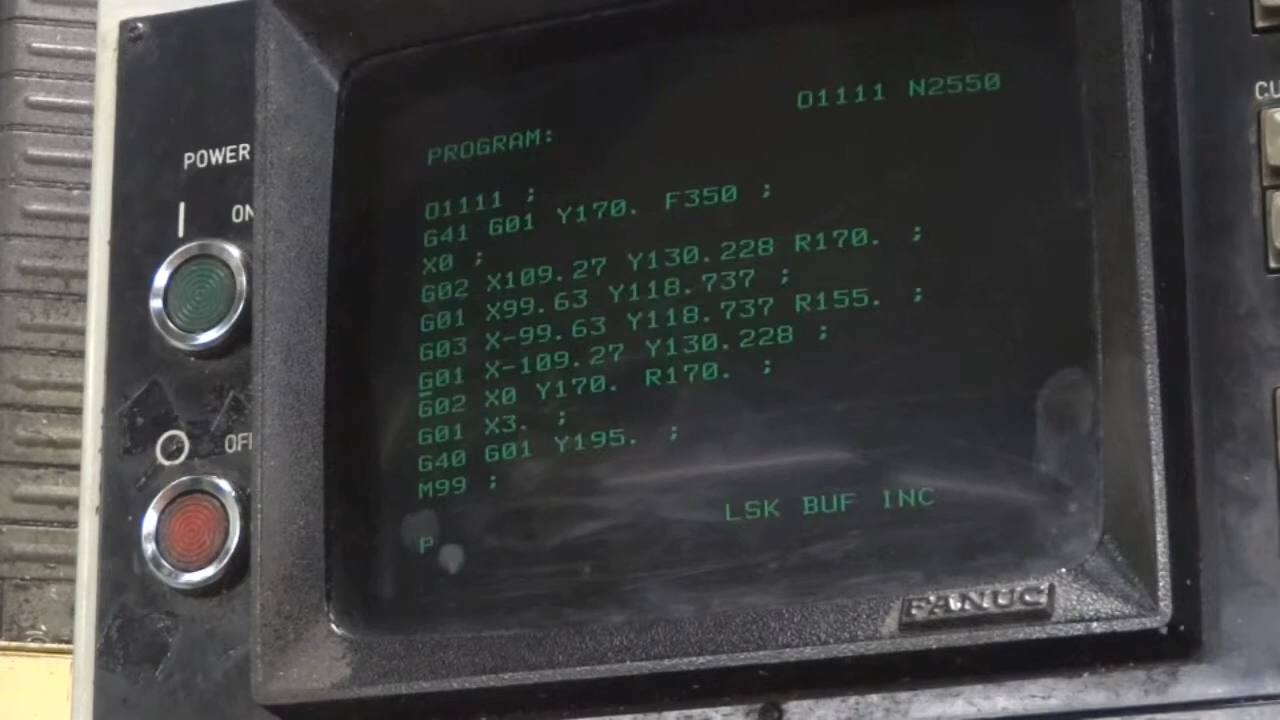 O1111 N2550
PROGRAM:
O1111 ;
G41 G01 Y170. F350 ;
X0 ;
G02 X109.27 Y130.228 R170. ;
G01 X99.63 Y118.737 ;
G03 X-99.63 Y118.737 R155. ;
G01 X-109.27 Y130.228 ;
G02 X0 Y170. R170. ;
G01 X3. ;
G40 G01 Y195. ;
M99 ;
LSK BUF INC
P
FANUC
POWER
ON
OFF
CU